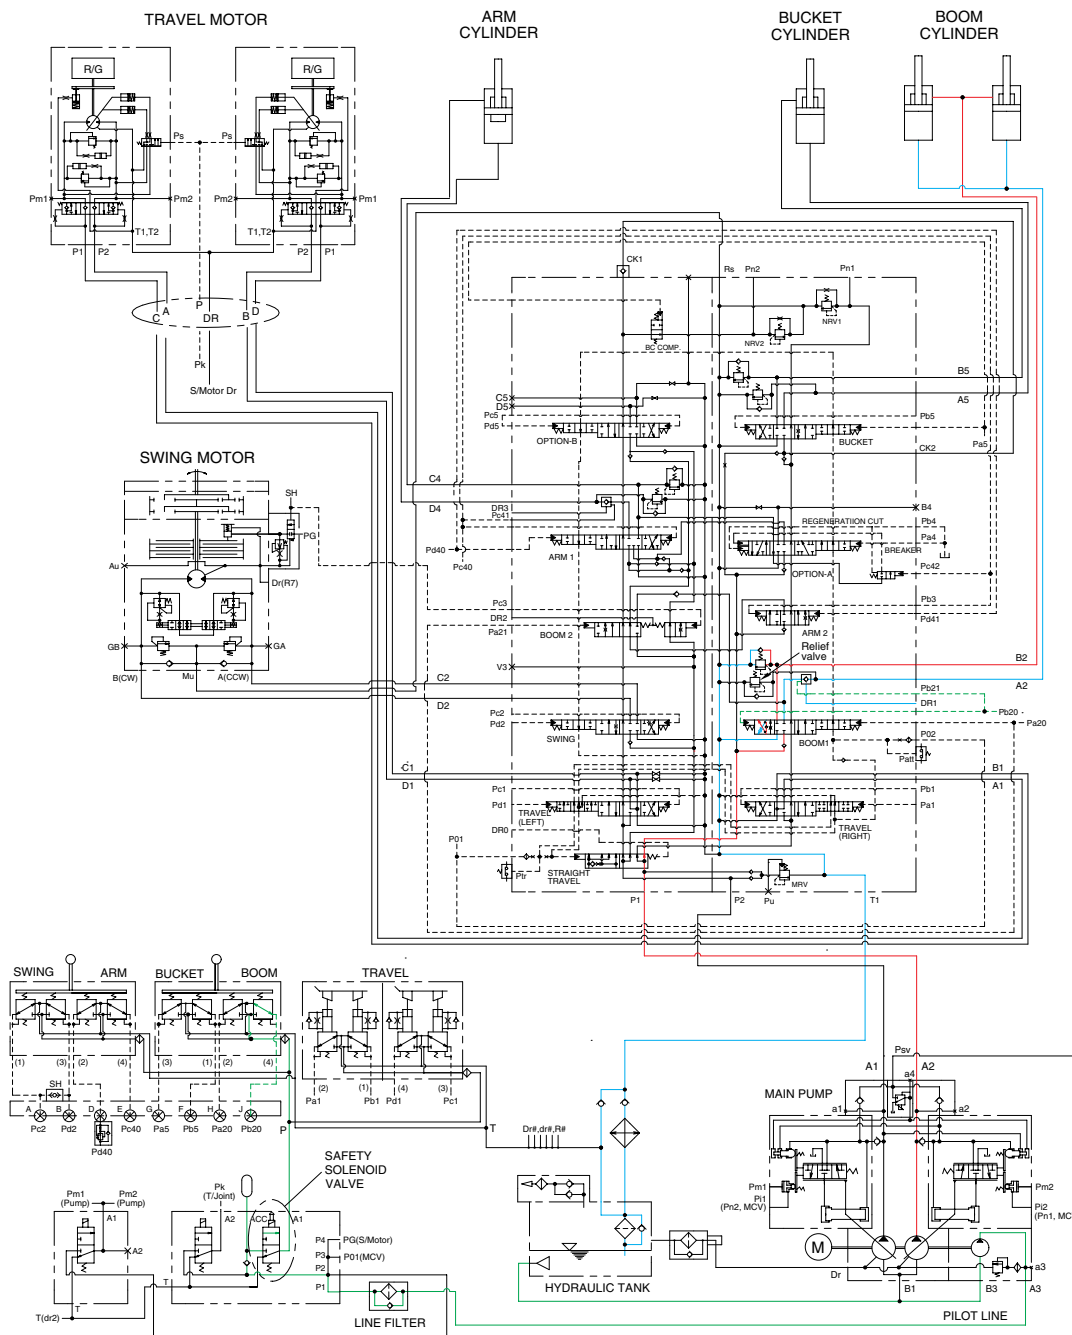 TRAVEL MOTOR
ARM
CYLINDER
BUCKET
CYLINDER
BOOM
CYLINDER
R/G
R/G
Ps
Ps
Pm1
Pm2
Pm2
Pm1
T1,T2
T1,T2
P1
P2
P2
P1
C
A
P
DR
B
D
Pk
S/Motor Dr
CK1
Rs
Pn2
Pn1
NRV1
NRV2
BC COMP.
B5
A5
C5
D5
Pc5
Pd5
OPTION-B
Pb5
BUCKET
Pa5
CK2
SWING MOTOR
SH
PG
Au
Dr(R7)
GB
GA
B(CW)
Mu
A(CCW)
C4
D4
DR3
Pc41
Pd40
Pc40
ARM 1
B4
REGENERATIION CUT
Pb4
Pa4
BREAKER
OPTION-A
Pc42
Pc3
DR2
Pa21
BOOM 2
Pb3
Pd41
ARM 2
Relief
valve
V3
B2
A2
C2
D2
Pb21
DR1
Pb20
Pc2
Pd2
SWING
BOOM1
Pa20
P02
Patt
C1
D1
B1
A1
Pc1
Pd1
TRAVEL
(LEFT)
Pb1
Pa1
TRAVEL
(RIGHT)
DR0
P01
Ptr
STRAIGHT
TRAVEL
MRV
P1
P2
Pu
T1
SWING
ARM
BUCKET
BOOM
TRAVEL
(1)
(3)
(2)
(4)
(3)
(1)
(2)
(4)
(2)
(1)
(4)
(3)
Pa1
Pb1
Pd1
Pc1
SH
A
B
D
E
G
F
H
J
Pc2
Pd2
Pc40
Pa5
Pb5
Pa20
Pb20
Pd40
P
T
Dr#,dr#,R#
SAFETY
SOLENOID
VALVE
Pm1
(Pump)
Pm2
(Pump)
A1
A2
Pk
(T/Joint)
A2
ACC
A1
P4
PG(S/Motor)
P3
P01(MCV)
P2
P1
T
T
T(dr2)
LINE FILTER
HYDRAULIC TANK
MAIN PUMP
A1
Psv
A2
a4
a1
a2
Pm1
Pi1
(Pn2, MCV)
Pm2
Pi2
(Pn1, MC
M
Dr
B1
B3
A3
a3
PILOT LINE